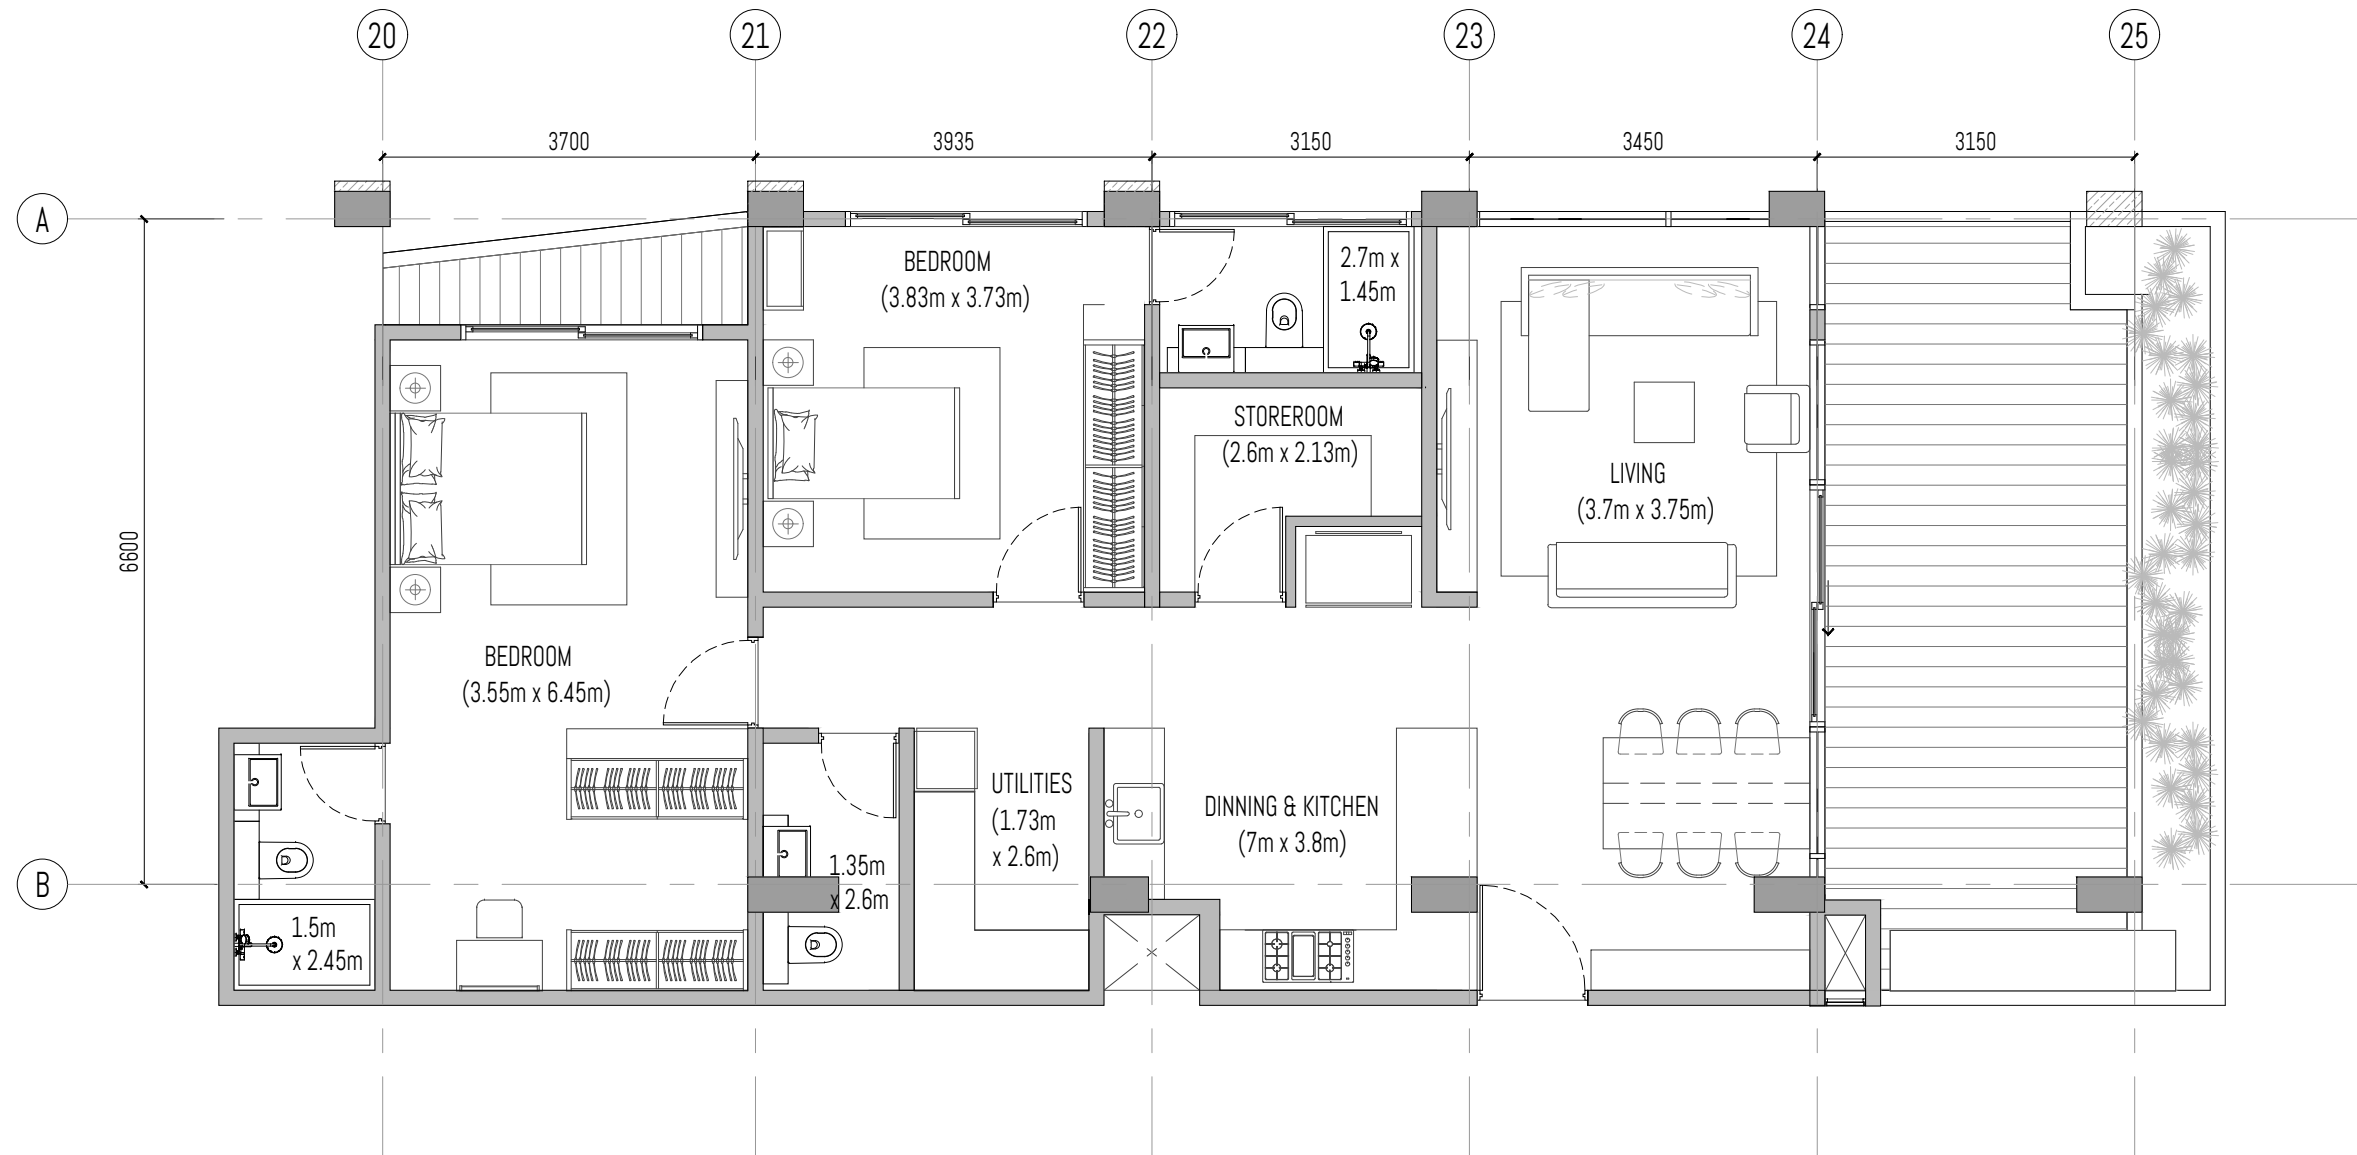 20 21 22 23 24 25
3700 3935 3150 3450 3150
A
BEDROOM
(3.83m x 3.73m)
2.7m x
1.45m
STOREROOM
(2.6m x 2.13m)
LIVING
(3.7m x 3.75m)
6600
BEDROOM
(3.55m x 6.45m)
UTILITIES
(1.73m
x 2.6m)
DINNING & KITCHEN
(7m x 3.8m)
1.35m
x 2.6m
B
1.5m
x 2.45m